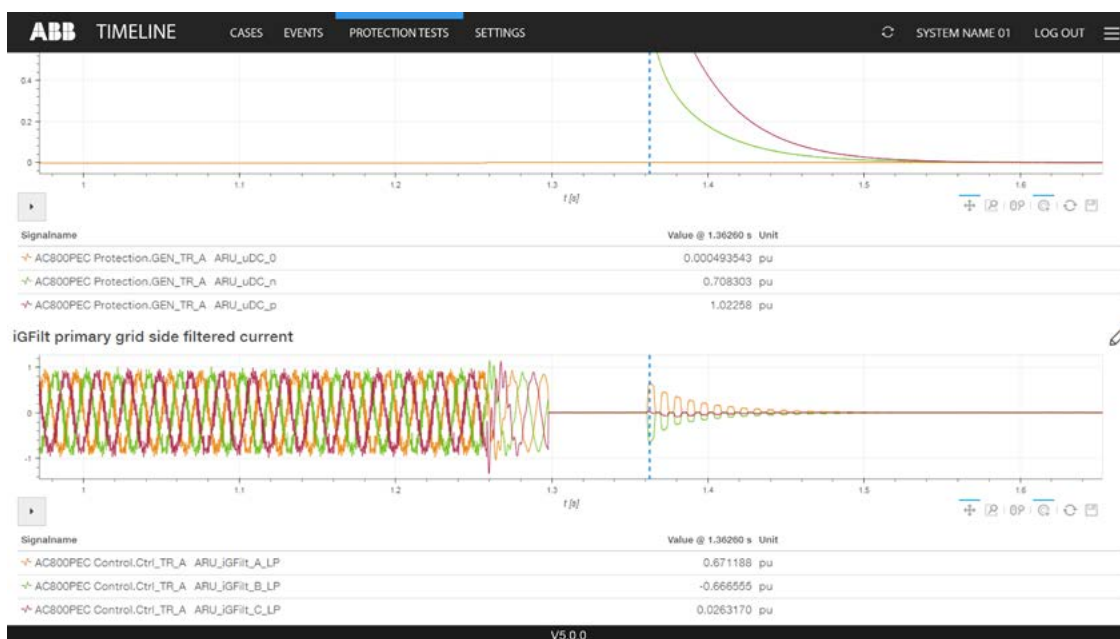 ABB TIMELINE CASES EVENTS PROTECTION TESTS SETTINGS SYSTEM NAME 01 LOG OUT
0.4
0.2
0
1 1.1 1.2 1.3 1.4 1.5 1.6
t [s]
Signalname Value @ 1.36260 s Unit
AC800PEC Protection.GEN_TR_A ARU_uDC_0 0.000493543 pu
AC800PEC Protection.GEN_TR_A ARU_uDC_n 0.708303 pu
AC800PEC Protection.GEN_TR_A ARU_uDC_p 1.02258 pu
iGFilt primary grid side filtered current
1
0
-1
1 1.1 1.2 1.3 1.4 1.5 1.6
t [s]
Signalname Value @ 1.36260 s Unit
AC800PEC Control.Ctrl_TR_A ARU_iGFilt_A_LP 0.671188 pu
AC800PEC Control.Ctrl_TR_A ARU_iGFilt_B_LP -0.666555 pu
AC800PEC Control.Ctrl_TR_A ARU_iGFilt_C_LP 0.0263170 pu
V5.0.0